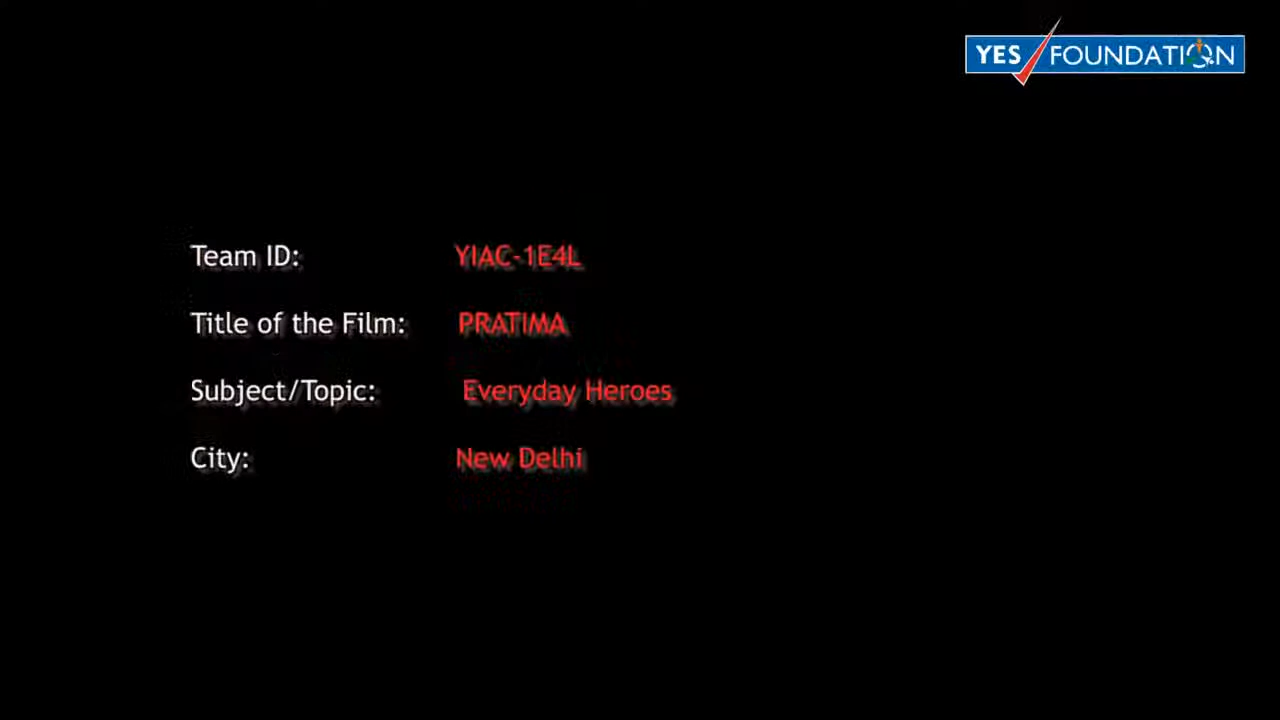 YES FOUNDATION
Team ID: YIAC-1E4L
Title of the Film: PRATIMA
Subject/Topic: Everyday Heroes
City: New Delhi